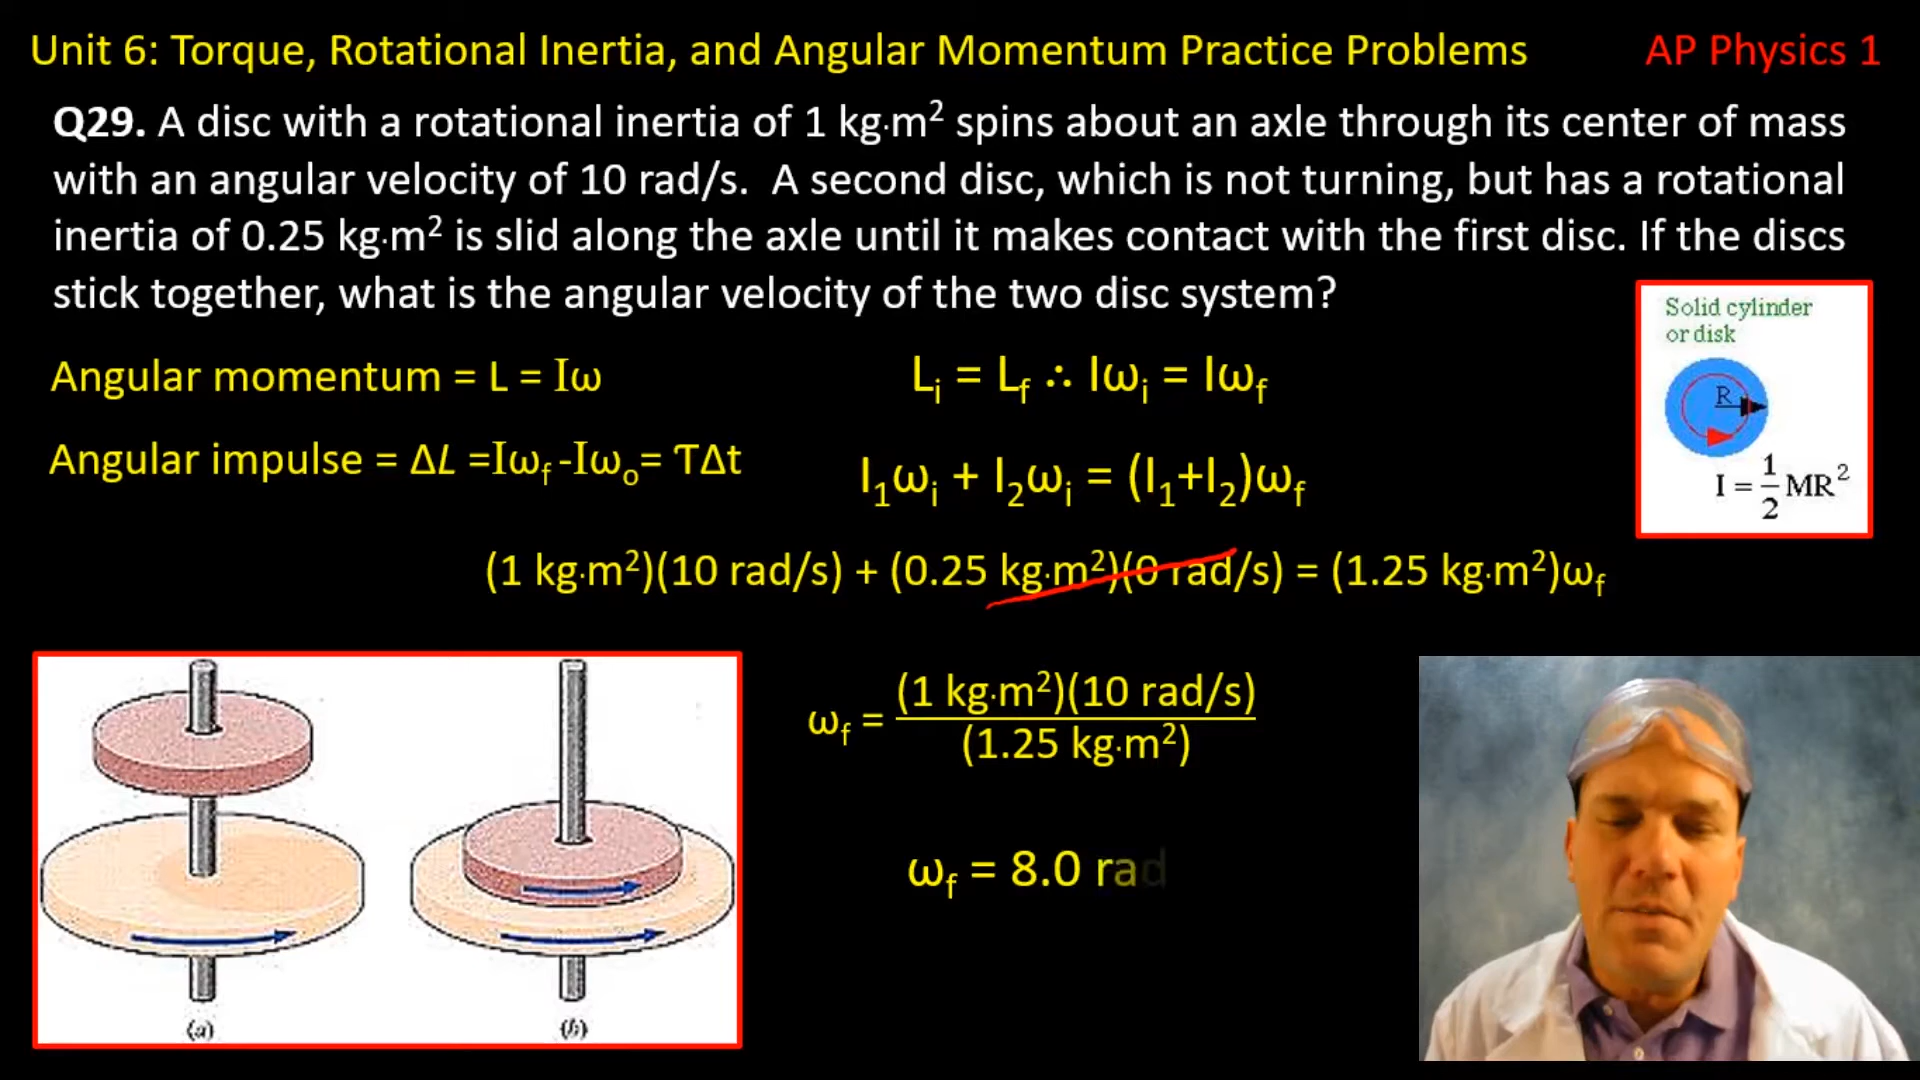 Unit 6: Torque, Rotational Inertia, and Angular Momentum Practice Problems AP Physics 1
Q29. A disc with a rotational inertia of 1 kg·m² spins about an axle through its center of mass
with an angular velocity of 10 rad/s. A second disc, which is not turning, but has a rotational
inertia of 0.25 kg·m² is slid along the axle until it makes contact with the first disc. If the discs
stick together, what is the angular velocity of the two disc system?
Solid cylinder
or disk
R
I = 1/2 MR²
Angular momentum = L = Iω
Lᵢ = L_f ∴ Iωᵢ = Iω_f
Angular impulse = ΔL =Iω_f -Iωₒ= ƬΔt
I₁ωᵢ + I₂ωᵢ = (I₁+I₂)ω_f
(1 kg·m²)(10 rad/s) + (0.25 kg·m²)(0 rad/s) = (1.25 kg·m²)ω_f
ω_f = (1 kg·m²)(10 rad/s)
(1.25 kg·m²)
ω_f = 8.0 rad
(a) (b)